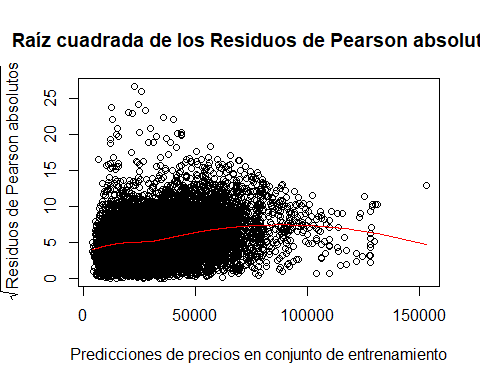 Raíz cuadrada de los Residuos de Pearson absolut
√Residuos de Pearson absolutos
25
20
15
10
5
0
0 50000 100000 150000
Predicciones de precios en conjunto de entrenamiento